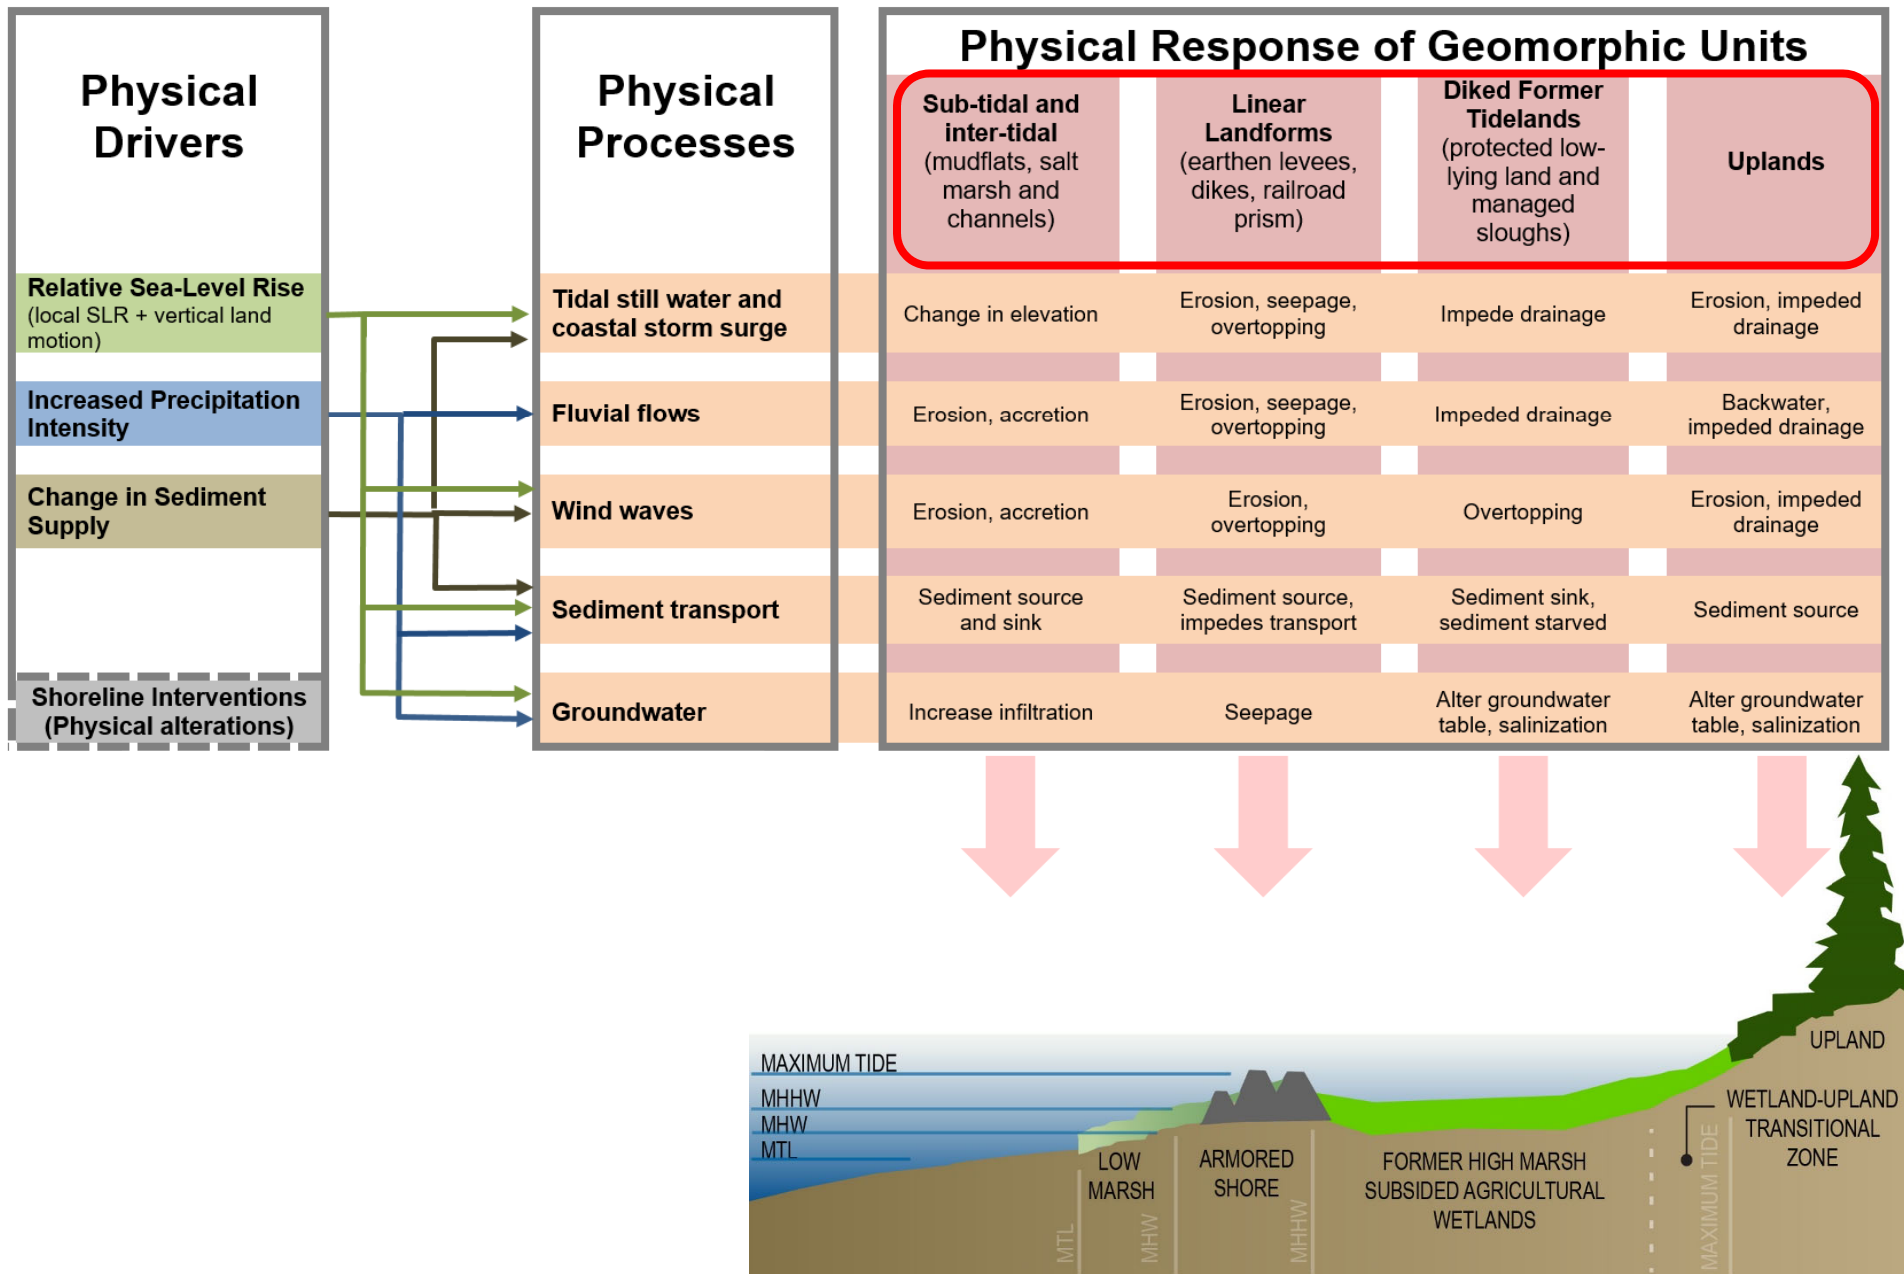 Physical
Drivers
Physical
Processes
Physical Response of Geomorphic Units
Sub-tidal and
inter-tidal
(mudflats, salt
marsh and
channels)
Linear
Landforms
(earthen levees,
dikes, railroad
prism)
Diked Former
Tidelands
(protected low-
lying land and
managed
sloughs)
Uplands
Relative Sea-Level Rise
(local SLR + vertical land
motion)
Tidal still water and
coastal storm surge
Change in elevation
Erosion, seepage,
overtopping
Impede drainage
Erosion, impeded
drainage
Increased Precipitation
Intensity
Fluvial flows
Erosion, accretion
Erosion, seepage,
overtopping
Impeded drainage
Backwater,
impeded drainage
Change in Sediment
Supply
Wind waves
Erosion, accretion
Erosion,
overtopping
Overtopping
Erosion, impeded
drainage
Sediment transport
Sediment source
and sink
Sediment source,
impedes transport
Sediment sink,
sediment starved
Sediment source
Shoreline Interventions
(Physical alterations)
Groundwater
Increase infiltration
Seepage
Alter groundwater
table, salinization
Alter groundwater
table, salinization
MAXIMUM TIDE
MHHW
MHW
MTL
LOW
MARSH
ARMORED
SHORE
FORMER HIGH MARSH
SUBSIDED AGRICULTURAL
WETLANDS
UPLAND
WETLAND-UPLAND
TRANSITIONAL
ZONE
MTL
MHW
MHHW
MAXIMUM TIDE